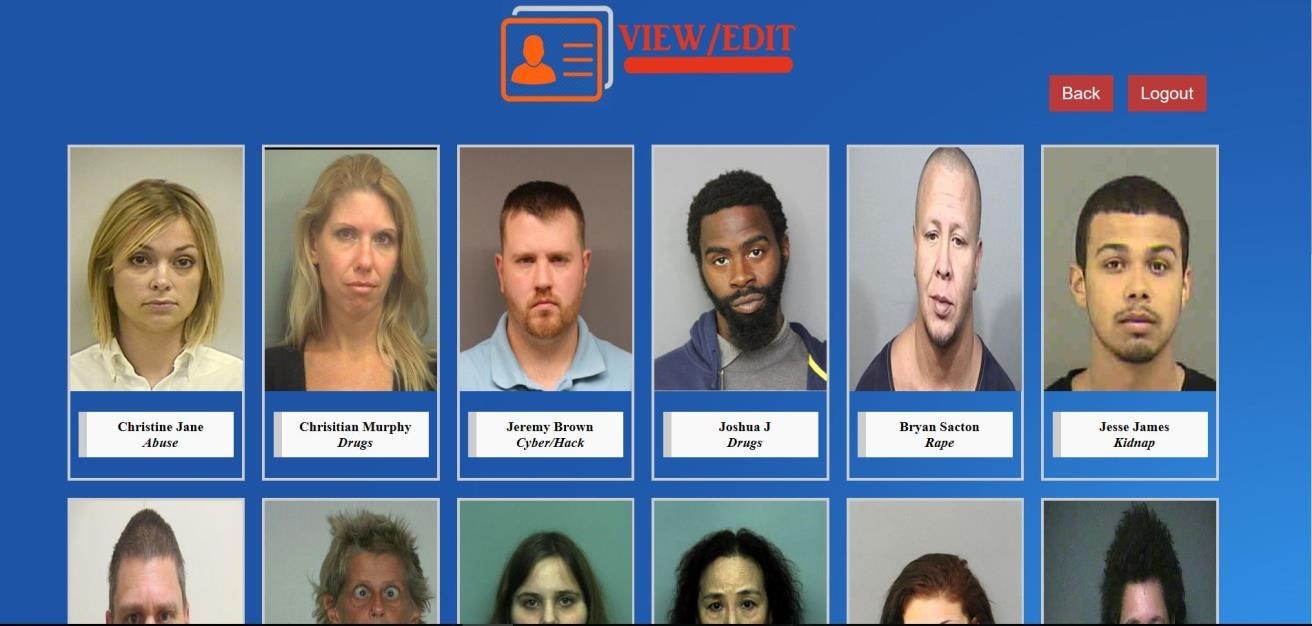 VIEW/EDIT
Back
Logout
Christine Jane
Abuse
Chrisitian Murphy
Drugs
Jeremy Brown
Cyber/Hack
Joshua J
Drugs
Bryan Sacton
Rape
Jesse James
Kidnap